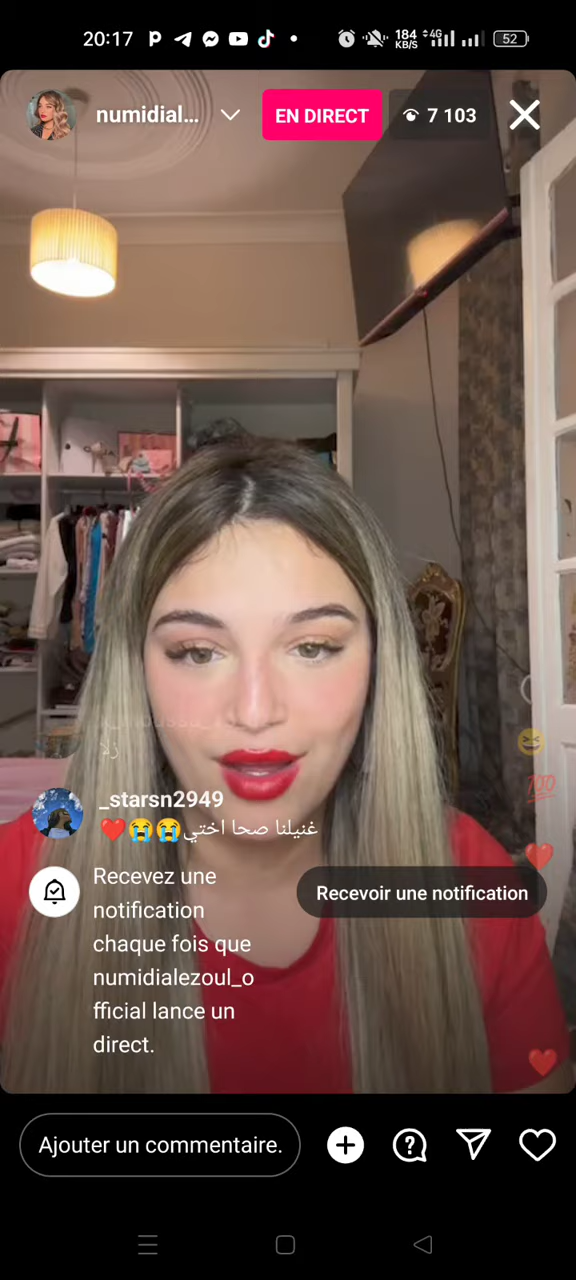 20:17
184
KB/S
4G
52
numidial...
EN DIRECT
7 103
زلا
💯
_starsn2949
❤️😭😭غنيلنا صحا اختي
Recevez une
notification
chaque fois que
numidialezoul_o
fficial lance un
direct.
Recevoir une notification
Ajouter un commentaire.